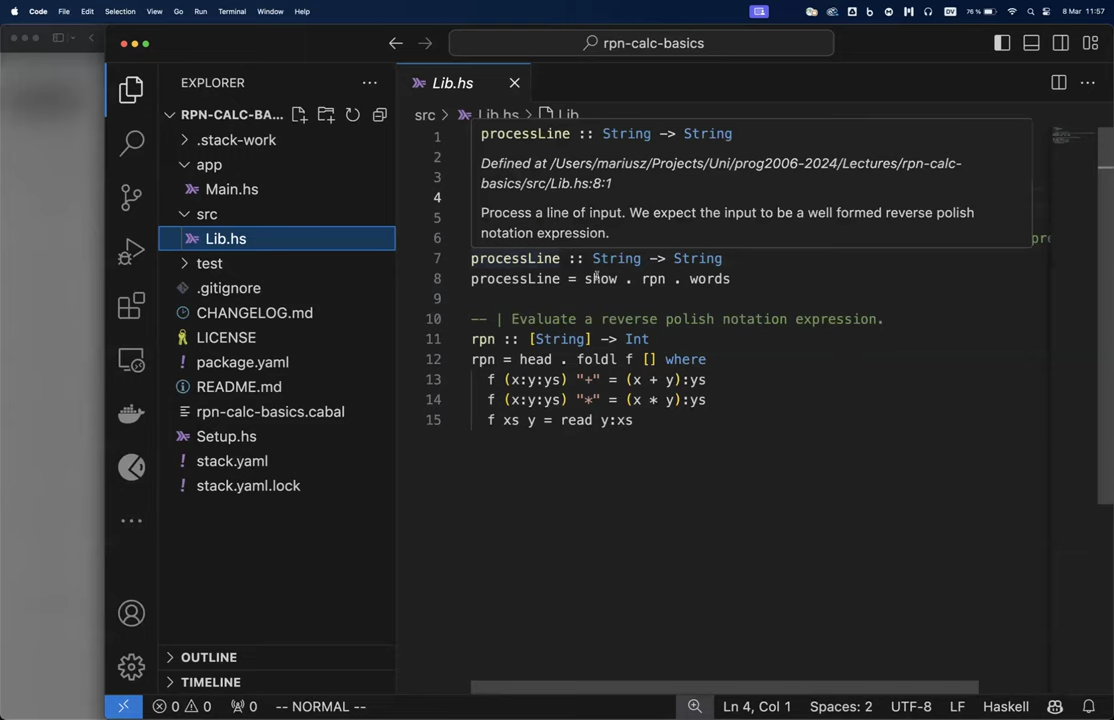 Code File Edit Selection View Go Run Terminal Window Help DV 76 % 8 Mar 11:57
rpn-calc-basics
EXPLORER
RPN-CALC-BA...
.stack-work
app
Main.hs
src
Lib.hs
test
.gitignore
CHANGELOG.md
LICENSE
package.yaml
README.md
rpn-calc-basics.cabal
Setup.hs
stack.yaml
stack.yaml.lock
OUTLINE
TIMELINE
Lib.hs
src > Lib.hs > Lib
processLine :: String -> String
Defined at /Users/mariusz/Projects/Uni/prog2006-2024/Lectures/rpn-calc-
basics/src/Lib.hs:8:1
Process a line of input. We expect the input to be a well formed reverse polish
notation expression.
1
2
3
4
5
6 pro
7 processLine :: String -> String
8 processLine = show . rpn . words
9
10 -- | Evaluate a reverse polish notation expression.
11 rpn :: [String] -> Int
12 rpn = head . foldl f [] where
13 f (x:y:ys) "+" = (x + y):ys
14 f (x:y:ys) "*" = (x * y):ys
15 f xs y = read y:xs
0 0 0 -- NORMAL -- Ln 4, Col 1 Spaces: 2 UTF-8 LF Haskell